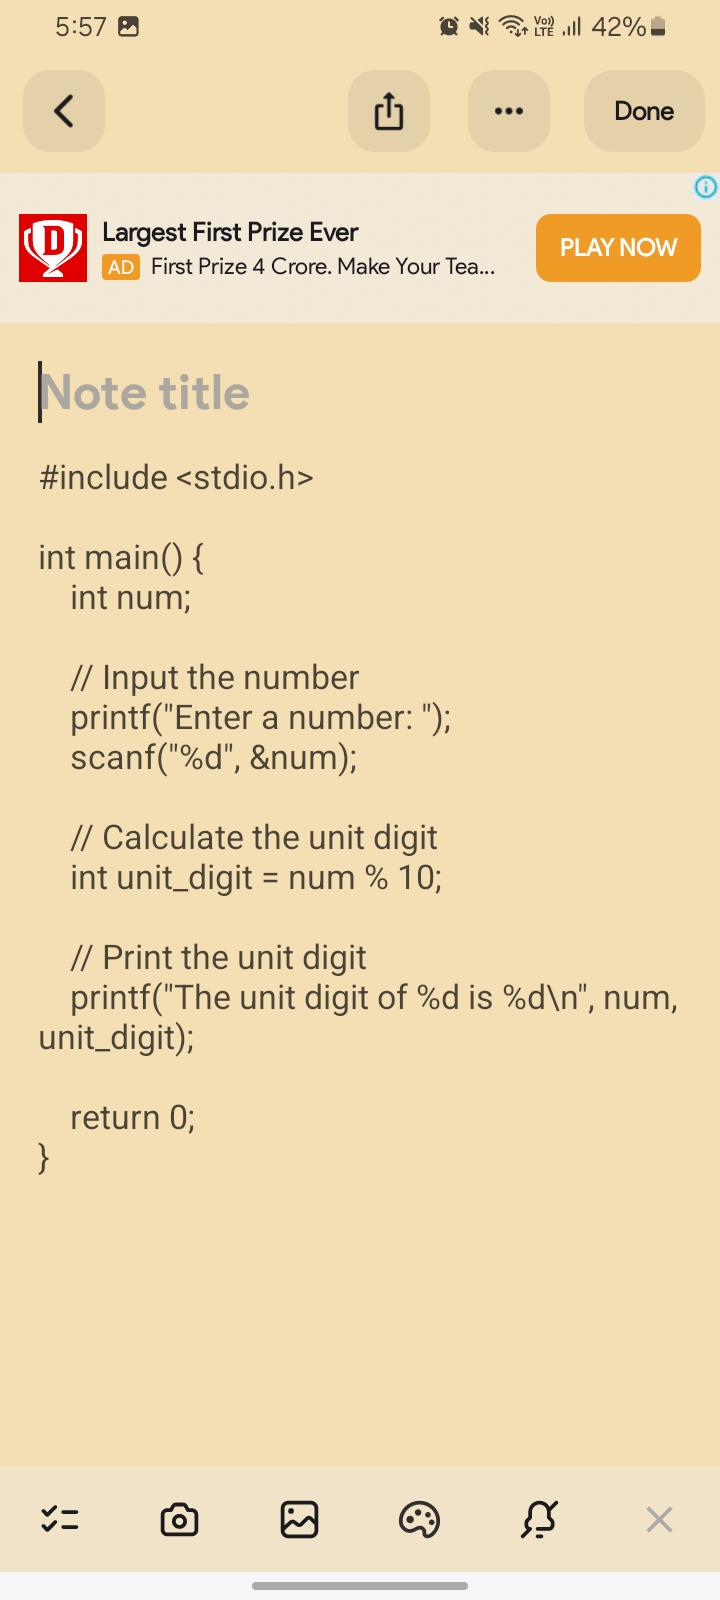 5:57
Vo)) LTE 42%
Done
D
Largest First Prize Ever
AD First Prize 4 Crore. Make Your Tea...
PLAY NOW
Note title
#include <stdio.h>
int main() {
    int num;
    // Input the number
    printf("Enter a number: ");
    scanf("%d", &num);
    // Calculate the unit digit
    int unit_digit = num % 10;
    // Print the unit digit
    printf("The unit digit of %d is %d\n", num,
unit_digit);
    return 0;
}